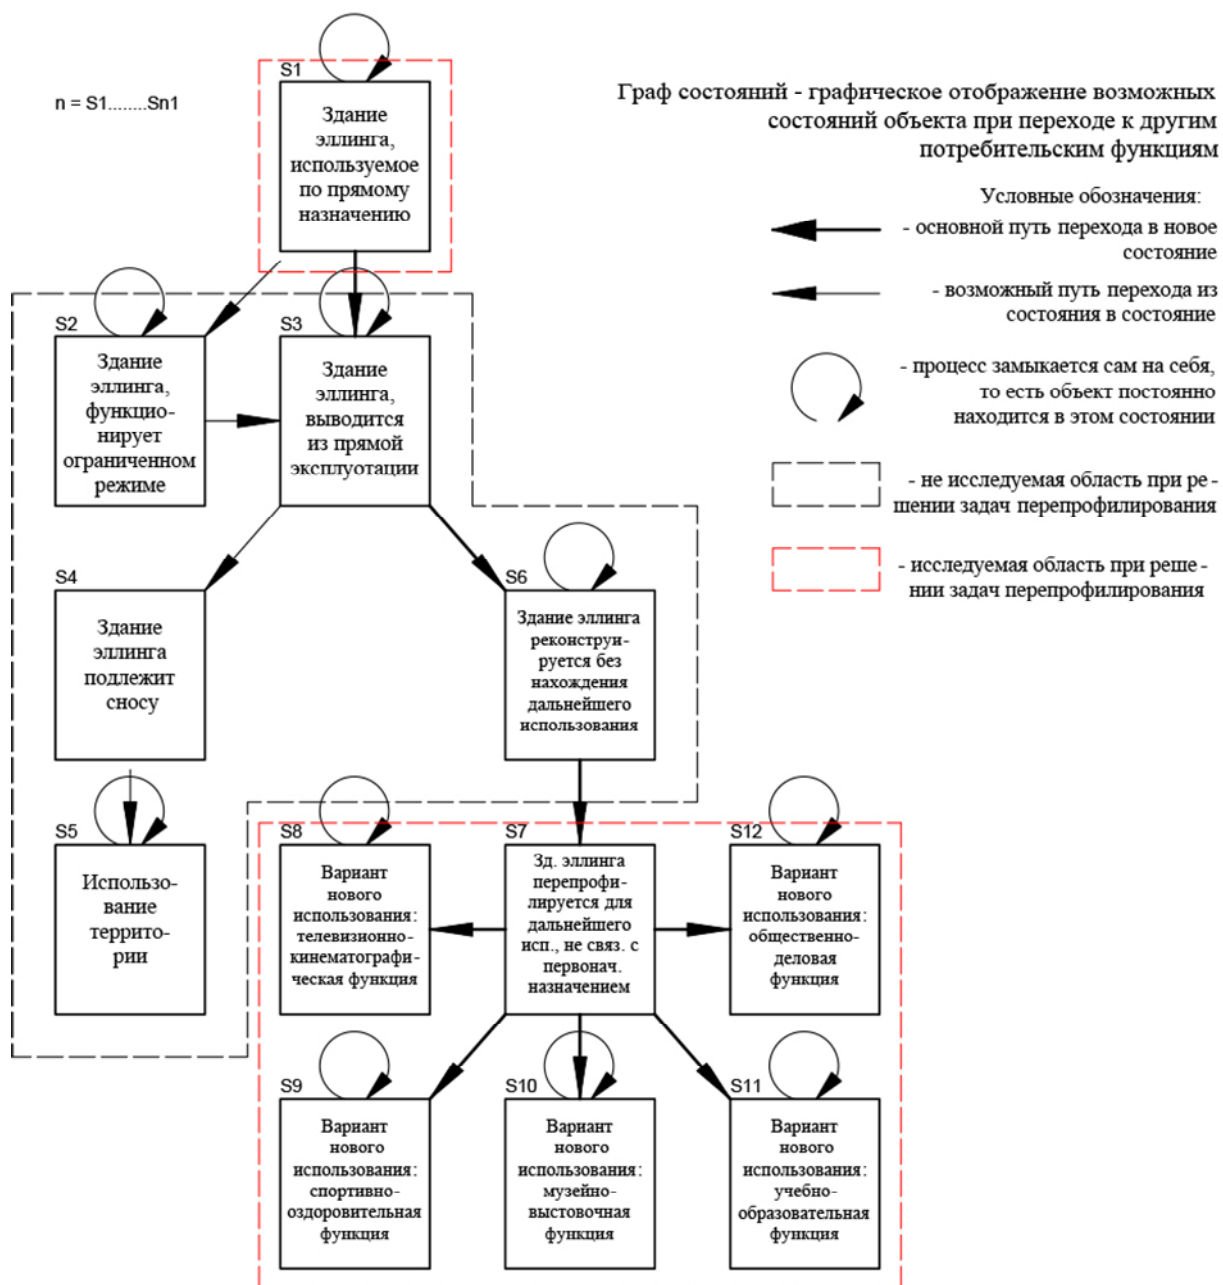 n = S1........Sn1
S1
Здание
эллинга,
используемое
по прямому
назначению
Граф состояний - графическое отображение возможных
состояний объекта при переходе к другим
потребительским функциям
Условные обозначения:
- основной путь перехода в новое
состояние
- возможный путь перехода из
состояния в состояние
- процесс замыкается сам на себя,
то есть объект постоянно
находится в этом состоянии
- не исследуемая область при ре-
шении задач перепрофилирования
- исследуемая область при реше-
нии задач перепрофилирования
S2
Здание
эллинга,
функцио-
нирует
ограниченном
режиме
S3
Здание
эллинга,
выводится
из прямой
эксплуотации
S4
Здание
эллинга
подлежит
сносу
S6
Здание эллинга
реконструи-
руется без
нахождения
дальнейшего
использования
S5
Использо-
вание
террито-
рии
S8
Вариант
нового
использования:
телевизионно-
кинематографи-
ческая функция
S7
Зд. эллинга
перепрофи-
лируется для
дальнейшего
исп., не связ. с
первонач.
назначением
S12
Вариант
нового
использования:
общественно-
деловая
функция
S9
Вариант
нового
использования:
спортивно-
оздоровительная
функция
S10
Вариант
нового
использования:
музейно-
выстовочная
функция
S11
Вариант
нового
использования:
учебно-
образовательная
функция